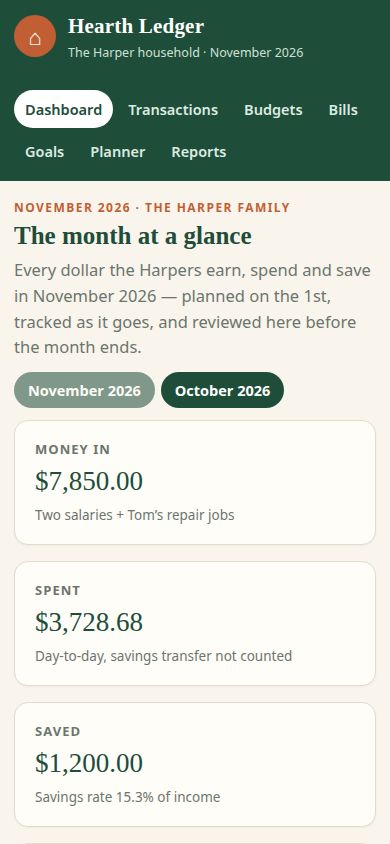 Hearth Ledger
The Harper household · November 2026
Dashboard Transactions Budgets Bills
Goals Planner Reports
NOVEMBER 2026 · THE HARPER FAMILY
The month at a glance
Every dollar the Harpers earn, spend and save
in November 2026 — planned on the 1st,
tracked as it goes, and reviewed here before
the month ends.
November 2026 October 2026
MONEY IN
$7,850.00
Two salaries + Tom’s repair jobs
SPENT
$3,728.68
Day-to-day, savings transfer not counted
SAVED
$1,200.00
Savings rate 15.3% of income